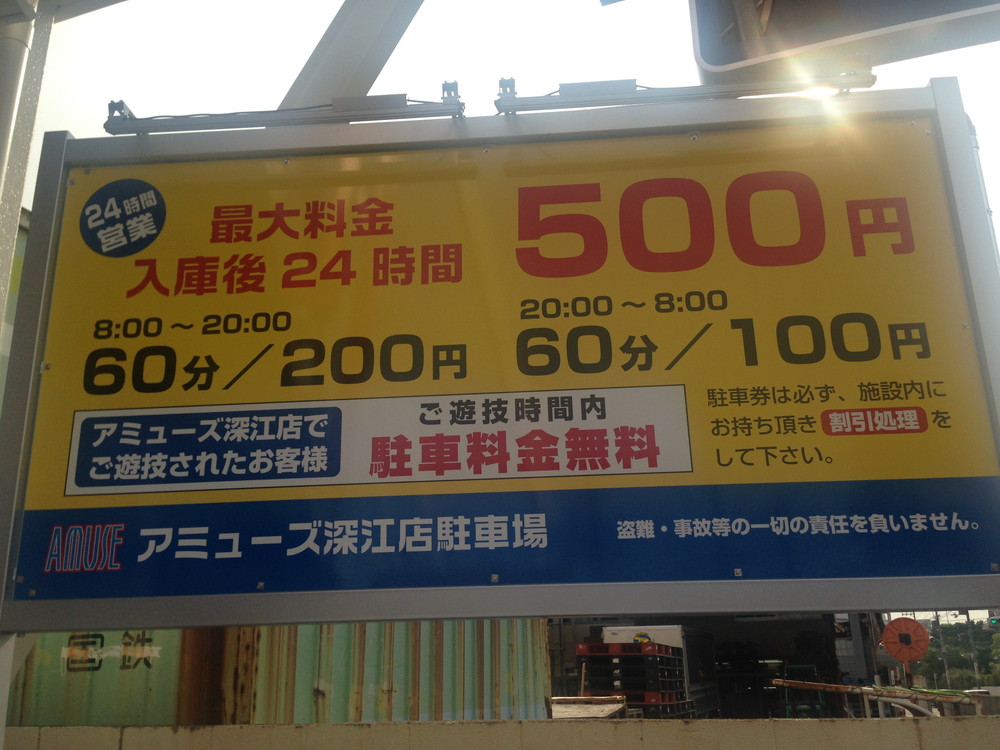 24時間
営業
最大料金
入庫後24時間
500円
8:00～20:00
60分／200円
20:00～8:00
60分／100円
アミューズ深江店で
ご遊技されたお客様
ご遊技時間内
駐車料金無料
駐車券は必ず、施設内に
お持ち頂き 割引処理 を
して下さい。
AMUSE アミューズ深江店駐車場
盗難・事故等の一切の責任を負いません。
国鉄